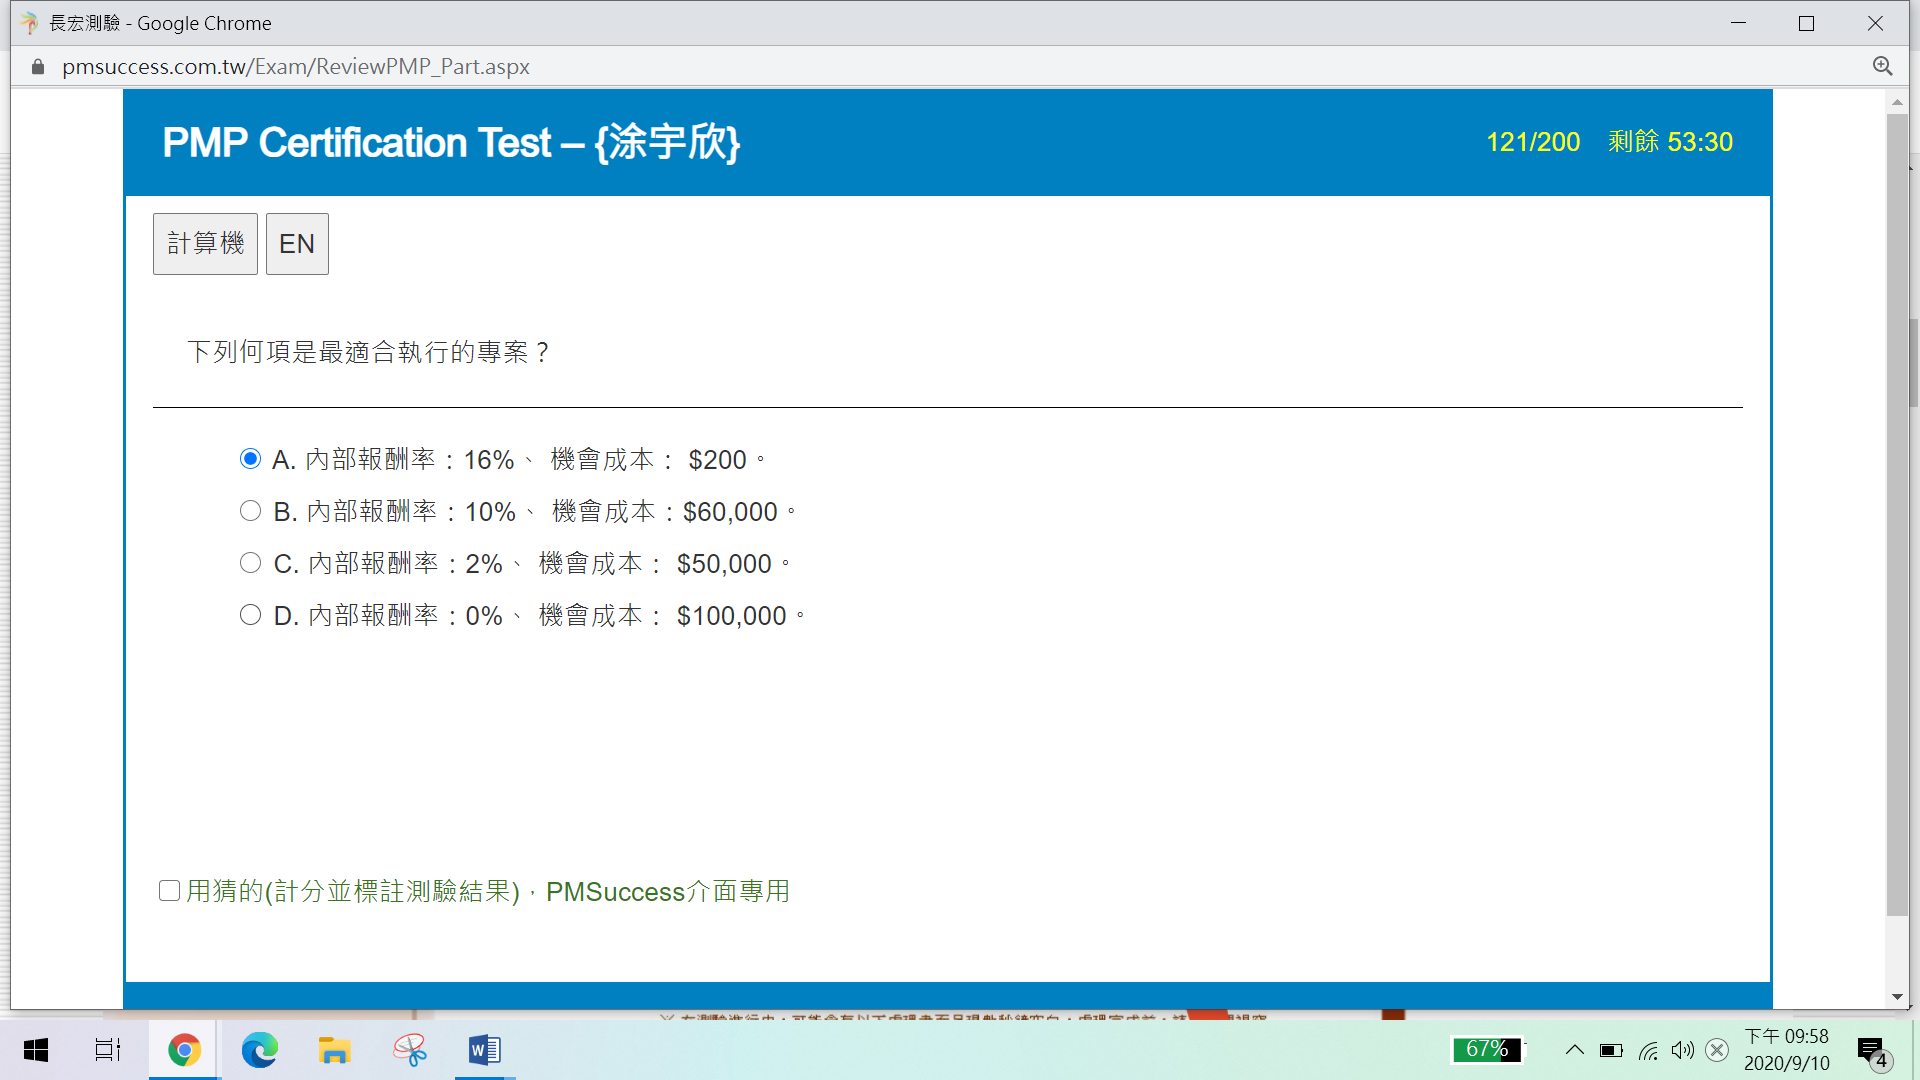 長宏測驗 - Google Chrome
pmsuccess.com.tw/Exam/ReviewPMP_Part.aspx
PMP Certification Test – {涂宇欣}
121/200 剩餘 53:30
計算機 EN
下列何項是最適合執行的專案？
A. 內部報酬率：16%、 機會成本： $200。
B. 內部報酬率：10%、 機會成本：$60,000。
C. 內部報酬率：2%、 機會成本： $50,000。
D. 內部報酬率：0%、 機會成本： $100,000。
用猜的(計分並標註測驗結果)，PMSuccess介面專用
67%
下午 09:58
2020/9/10
4